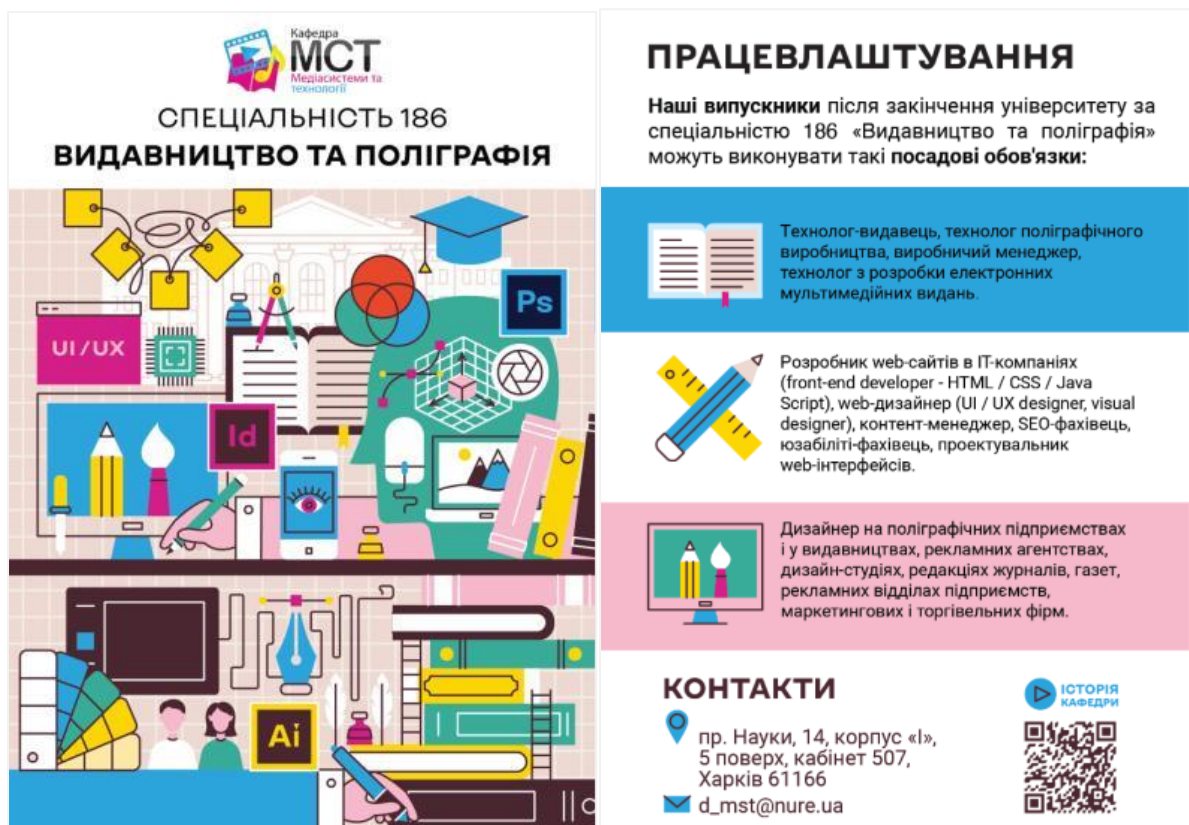 Кафедра
МСТ
Медіасистеми та
технології
СПЕЦІАЛЬНІСТЬ 186
ВИДАВНИЦТВО ТА ПОЛІГРАФІЯ
Ps
UI / UX
Id
Ai
ПРАЦЕВЛАШТУВАННЯ
Наші випускники після закінчення університету за
спеціальністю 186 «Видавництво та поліграфія»
можуть виконувати такі посадові обов'язки:
Технолог-видавець, технолог поліграфічного
виробництва, виробничий менеджер,
технолог з розробки електронних
мультимедійних видань.
Розробник web-сайтів в ІТ-компаніях
(front-end developer - HTML / CSS / Java
Script), web-дизайнер (UI / UX designer, visual
designer), контент-менеджер, SEO-фахівець,
юзабіліті-фахівець, проектувальник
web-інтерфейсів.
Дизайнер на поліграфічних підприємствах
і у видавництвах, рекламних агентствах,
дизайн-студіях, редакціях журналів, газет,
рекламних відділах підприємств,
маркетингових і торгівельних фірм.
КОНТАКТИ
пр. Науки, 14, корпус «І»,
5 поверх, кабінет 507,
Харків 61166
d_mst@nure.ua
ІСТОРІЯ
КАФЕДРИ